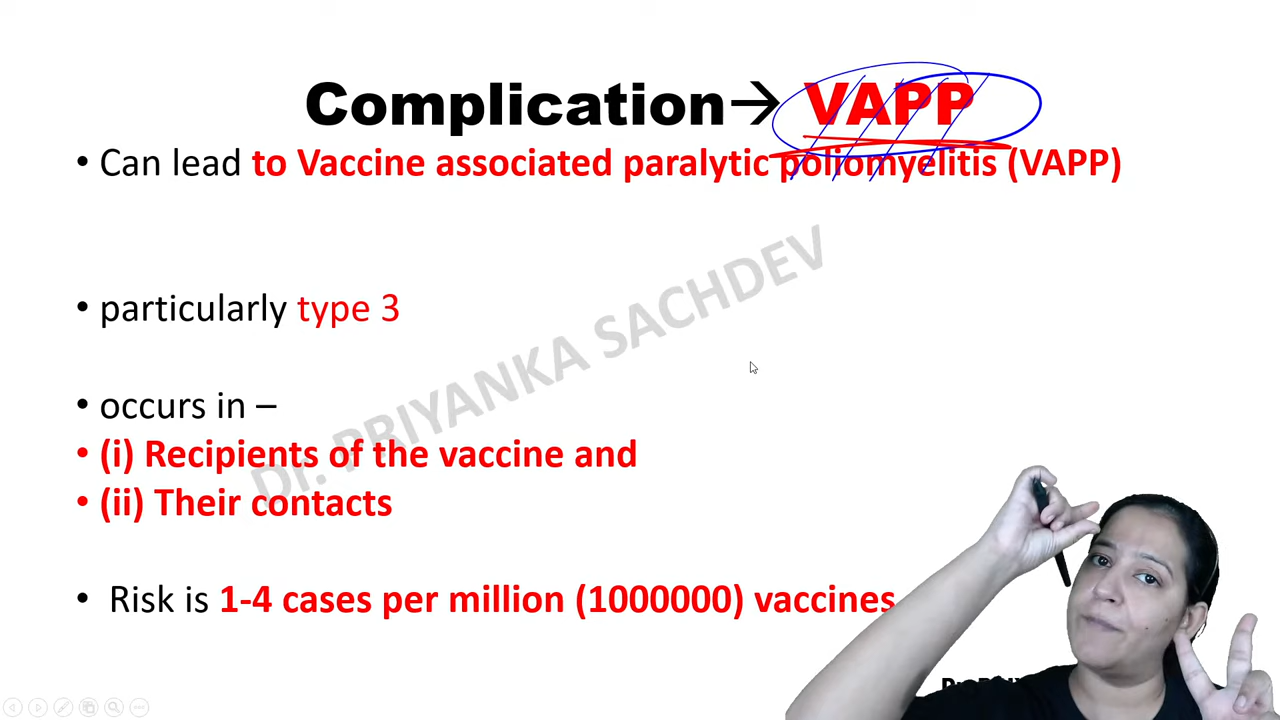 Complication→ VAPP
• Can lead to Vaccine associated paralytic poliomyelitis (VAPP)
Dr. PRIYANKA SACHDEV
• particularly type 3
• occurs in –
• (i) Recipients of the vaccine and
• (ii) Their contacts
• Risk is 1-4 cases per million (1000000) vaccines